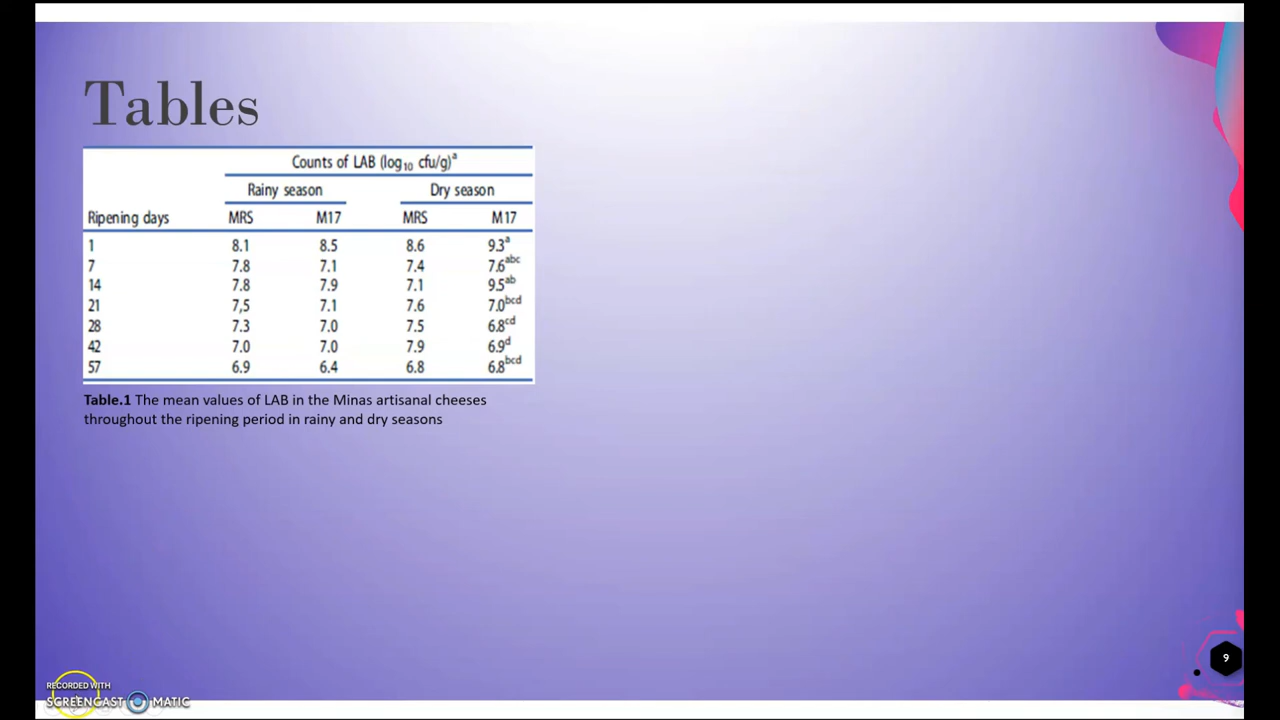 Tables
Counts of LAB (log10 cfu/g)a
Rainy season Dry season
Ripening days MRS M17 MRS M17
1 8.1 8.5 8.6 9.3a
7 7.8 7.1 7.4 7.6abc
14 7.8 7.9 7.1 9.5ab
21 7,5 7.1 7.6 7.0bcd
28 7.3 7.0 7.5 6.8cd
42 7.0 7.0 7.9 6.9d
57 6.9 6.4 6.8 6.8bcd
Table.1 The mean values of LAB in the Minas artisanal cheeses
throughout the ripening period in rainy and dry seasons
9
RECORDED WITH
SCREENCAST MATIC